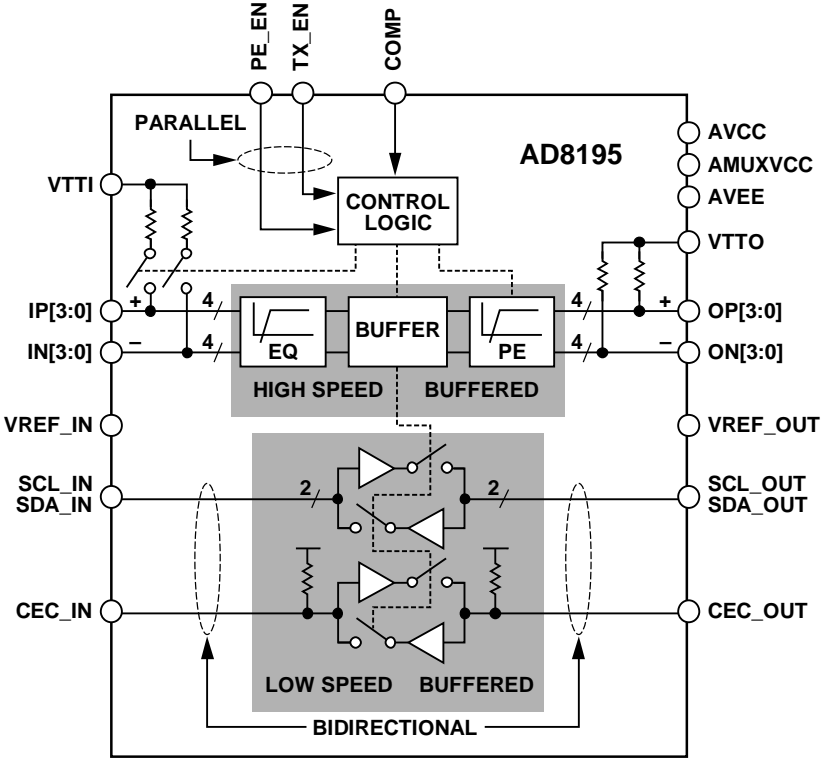 PE_EN
TX_EN
COMP
PARALLEL
AD8195
AVCC
AMUXVCC
AVEE
VTTI
CONTROL
LOGIC
VTTO
IP[3:0]
+
4
4
+
OP[3:0]
BUFFER
IN[3:0]
–
4
EQ
PE
4
–
ON[3:0]
HIGH SPEED
BUFFERED
VREF_IN
VREF_OUT
SCL_IN
SDA_IN
2
2
SCL_OUT
SDA_OUT
CEC_IN
CEC_OUT
LOW SPEED
BUFFERED
BIDIRECTIONAL